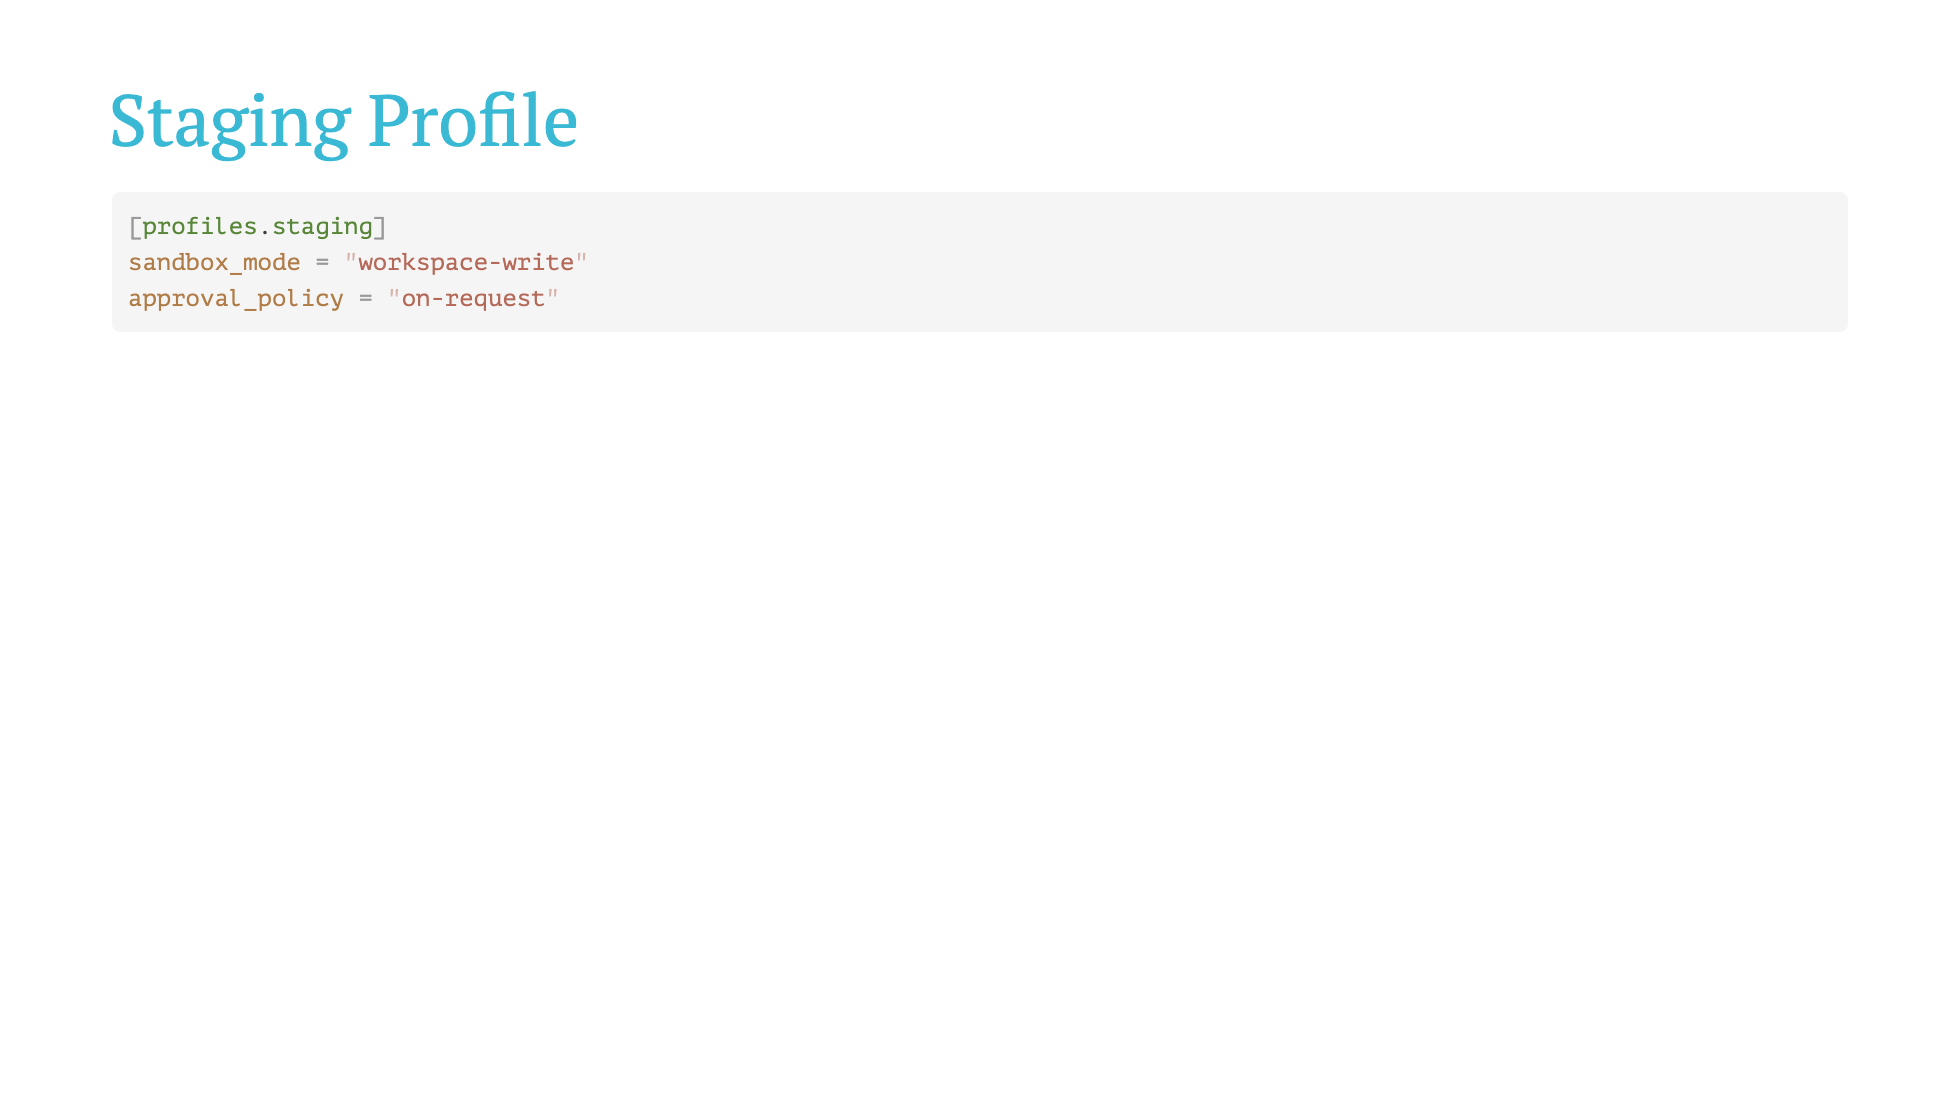 Staging Profile
[profiles.staging]
sandbox_mode = "workspace-write"
approval_policy = "on-request"